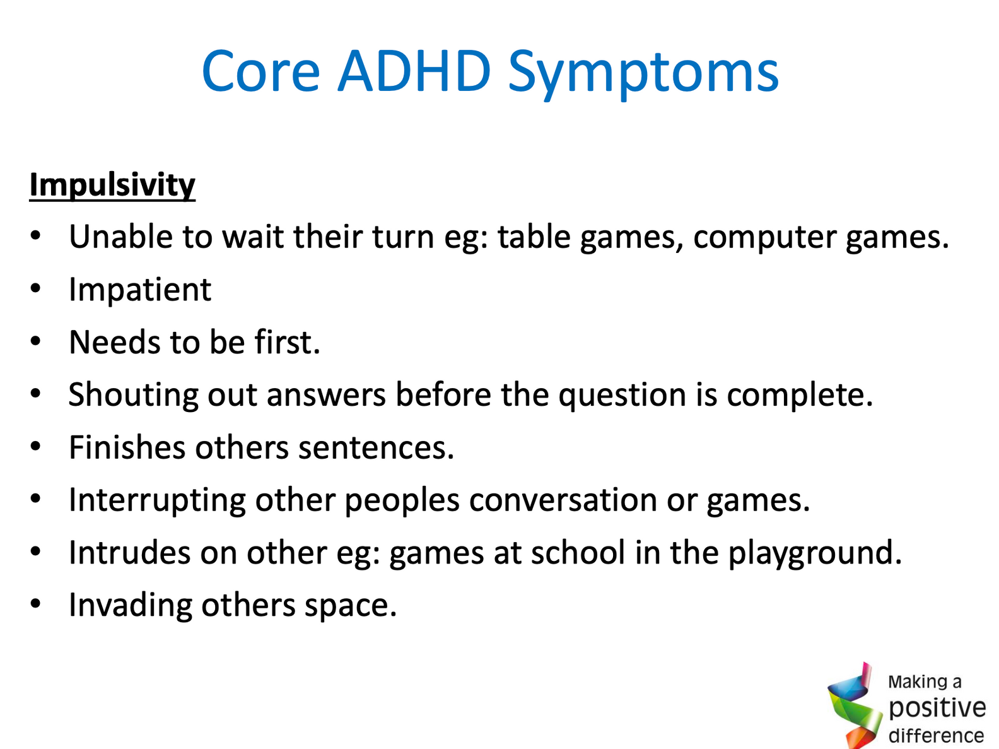 Core ADHD Symptoms
Impulsivity
• Unable to wait their turn eg: table games, computer games.
• Impatient
• Needs to be first.
• Shouting out answers before the question is complete.
• Finishes others sentences.
• Interrupting other peoples conversation or games.
• Intrudes on other eg: games at school in the playground.
• Invading others space.
Making a
positive
difference